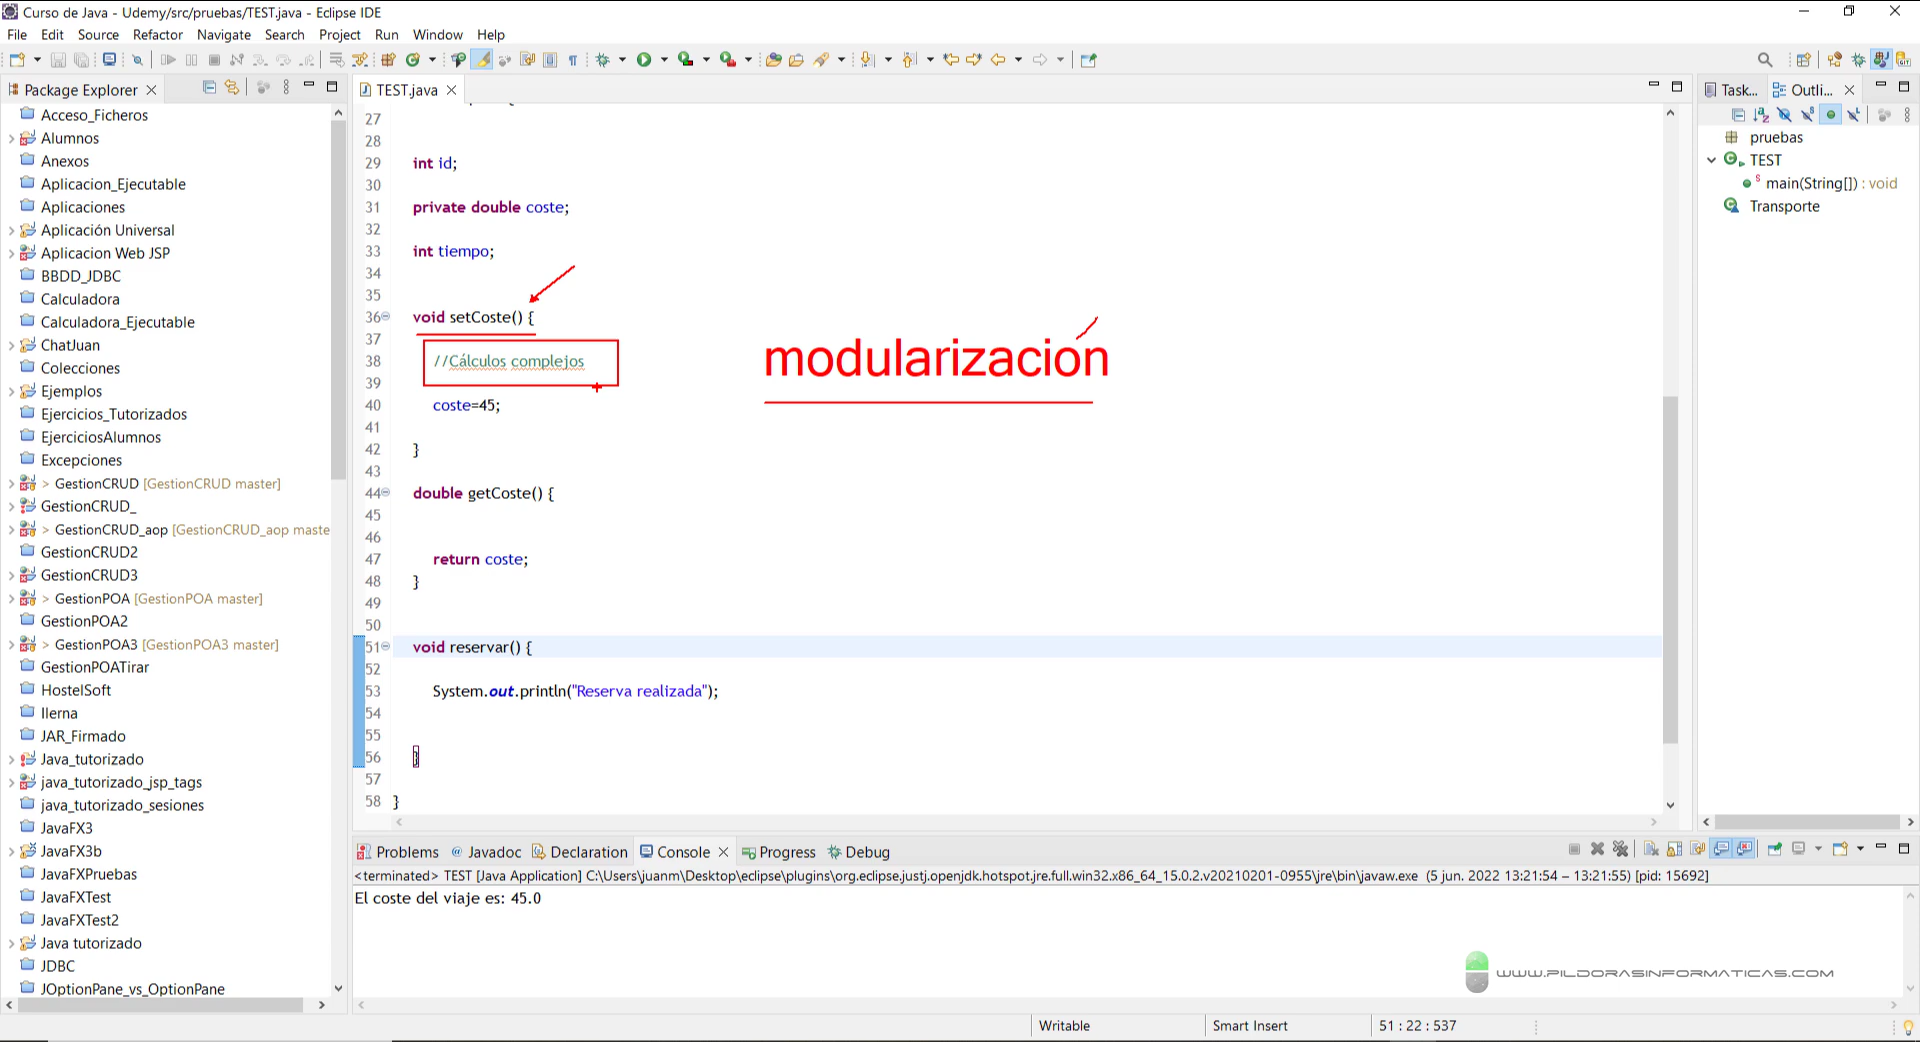 Curso de Java - Udemy/src/pruebas/TEST.java - Eclipse IDE
File Edit Source Refactor Navigate Search Project Run Window Help
Package Explorer
Acceso_Ficheros
Alumnos
Anexos
Aplicacion_Ejecutable
Aplicaciones
Aplicación Universal
Aplicacion Web JSP
BBDD_JDBC
Calculadora
Calculadora_Ejecutable
ChatJuan
Colecciones
Ejemplos
Ejercicios_Tutorizados
EjerciciosAlumnos
Excepciones
> GestionCRUD [GestionCRUD master]
GestionCRUD_
> GestionCRUD_aop [GestionCRUD_aop maste
GestionCRUD2
GestionCRUD3
> GestionPOA [GestionPOA master]
GestionPOA2
> GestionPOA3 [GestionPOA3 master]
GestionPOATirar
HostelSoft
Ilerna
JAR_Firmado
Java_tutorizado
java_tutorizado_jsp_tags
java_tutorizado_sesiones
JavaFX3
JavaFX3b
JavaFXPruebas
JavaFXTest
JavaFXTest2
Java tutorizado
JDBC
JOptionPane_vs_OptionPane
TEST.java
27
28
29 int id;
30
31 private double coste;
32
33 int tiempo;
34
35
36 void setCoste() {
37
38 //Cálculos complejos
39
40 coste=45;
41
42 }
43
44 double getCoste() {
45
46
47 return coste;
48 }
49
50
51 void reservar() {
52
53 System.out.println("Reserva realizada");
54
55
56 }
57
58 }
modularización
Task...
Outli...
pruebas
TEST
main(String[]) : void
Transporte
Problems @ Javadoc Declaration Console Progress Debug
<terminated> TEST [Java Application] C:\Users\juanm\Desktop\eclipse\plugins\org.eclipse.justj.openjdk.hotspot.jre.full.win32.x86_64_15.0.2.v20210201-0955\jre\bin\javaw.exe (5 jun. 2022 13:21:54 – 13:21:55) [pid: 15692]
El coste del viaje es: 45.0
WWW.PILDORASINFORMATICAS.COM
Writable
Smart Insert
51 : 22 : 537